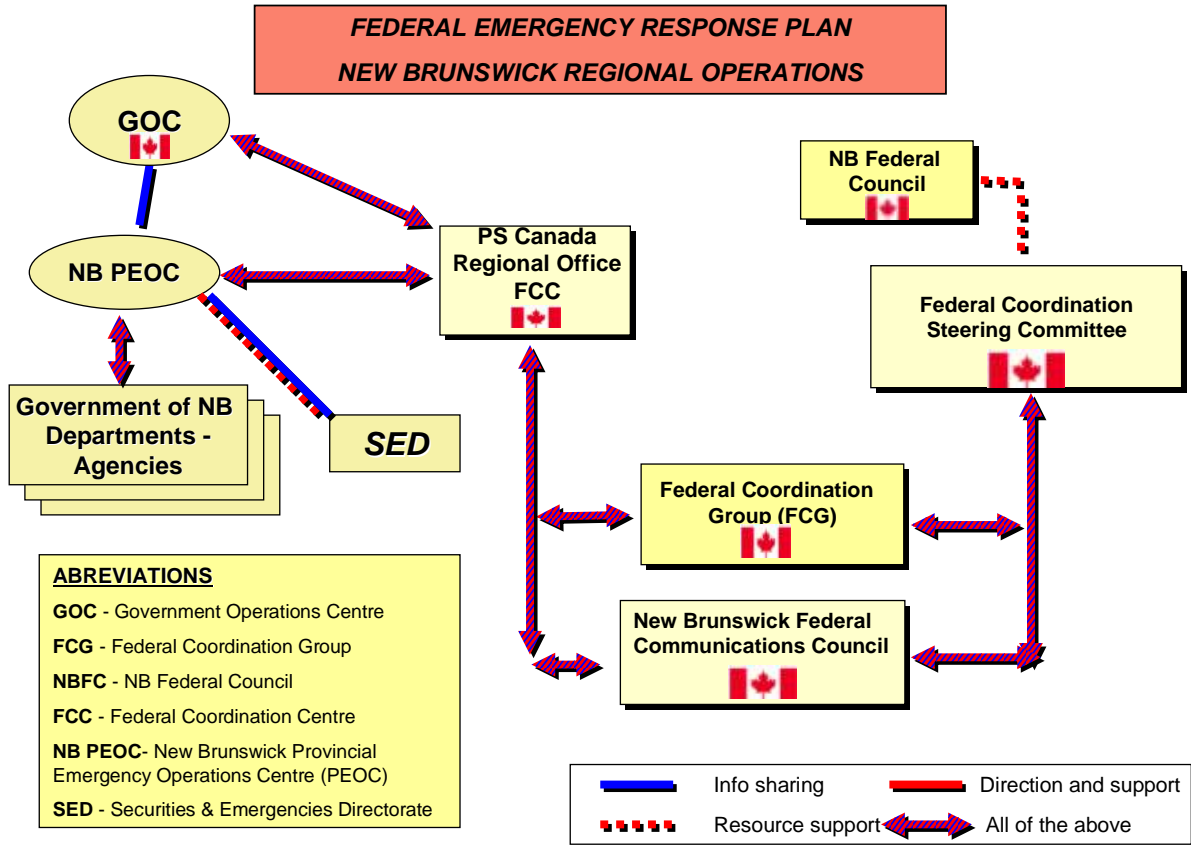 FEDERAL EMERGENCY RESPONSE PLAN
NEW BRUNSWICK REGIONAL OPERATIONS
GOC
NB Federal
Council
PS Canada
Regional Office
FCC
NB PEOC
Federal Coordination
Steering Committee
Government of NB
Departments -
Agencies
SED
Federal Coordination
Group (FCG)
New Brunswick Federal
Communications Council
ABREVIATIONS
GOC - Government Operations Centre
FCG - Federal Coordination Group
NBFC - NB Federal Council
FCC - Federal Coordination Centre
NB PEOC- New Brunswick Provincial
Emergency Operations Centre (PEOC)
SED - Securities & Emergencies Directorate
Info sharing
Direction and support
Resource support
All of the above